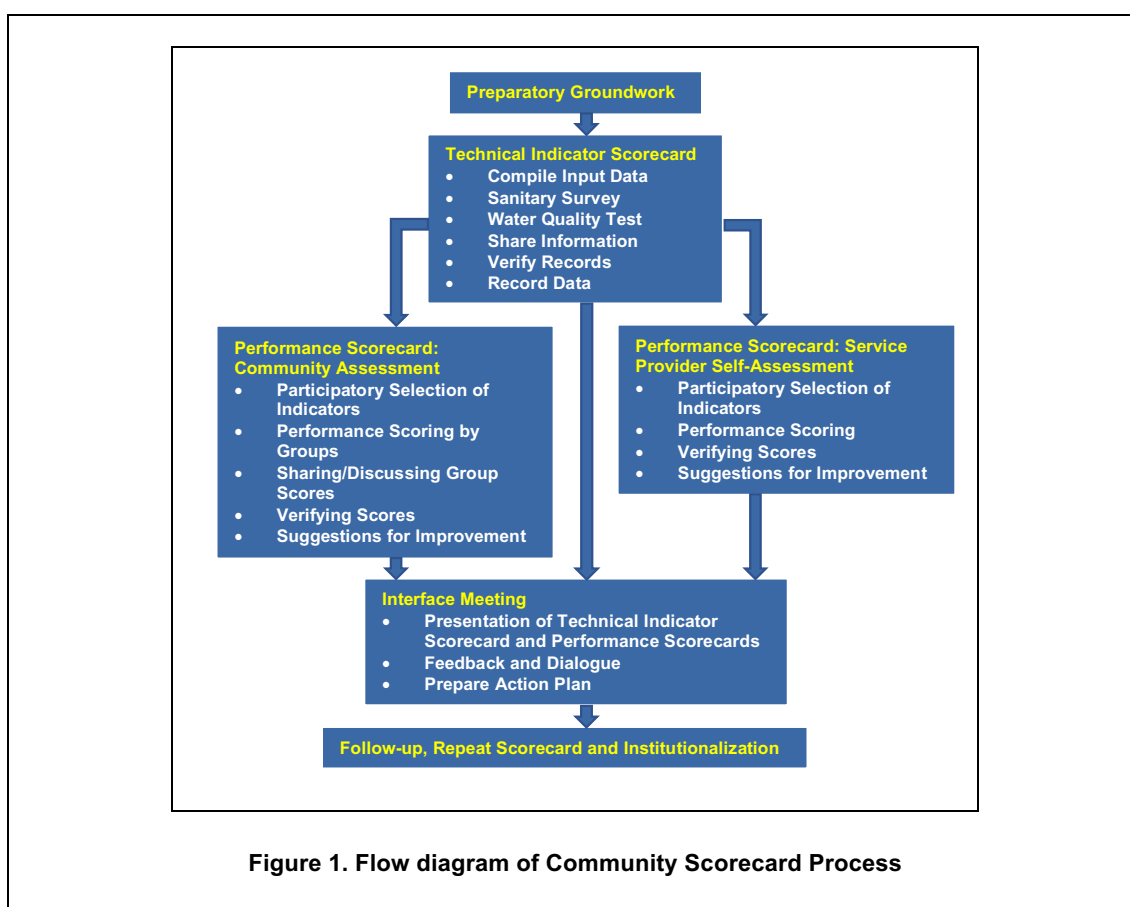 Preparatory Groundwork
Technical Indicator Scorecard
• Compile Input Data
• Sanitary Survey
• Water Quality Test
• Share Information
• Verify Records
• Record Data
Performance Scorecard:
Community Assessment
• Participatory Selection of
Indicators
• Performance Scoring by
Groups
• Sharing/Discussing Group
Scores
• Verifying Scores
• Suggestions for Improvement
Performance Scorecard: Service
Provider Self-Assessment
• Participatory Selection of
Indicators
• Performance Scoring
• Verifying Scores
• Suggestions for Improvement
Interface Meeting
• Presentation of Technical Indicator
Scorecard and Performance Scorecards
• Feedback and Dialogue
• Prepare Action Plan
Follow-up, Repeat Scorecard and Institutionalization
Figure 1. Flow diagram of Community Scorecard Process